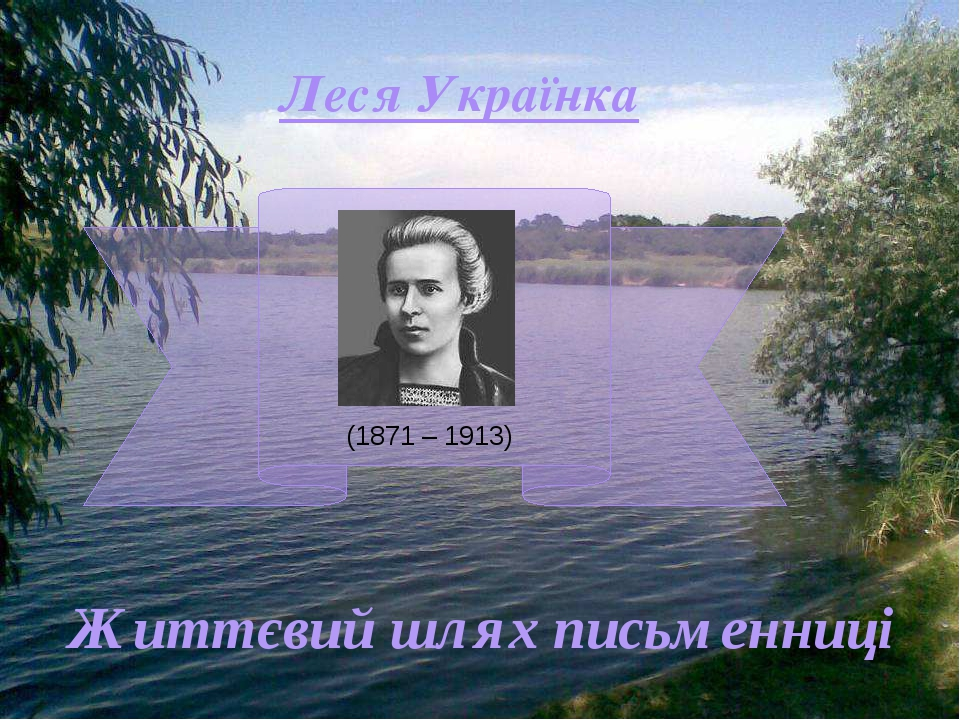 Леся Українка
(1871 – 1913)
Життєвий шлях письменниці